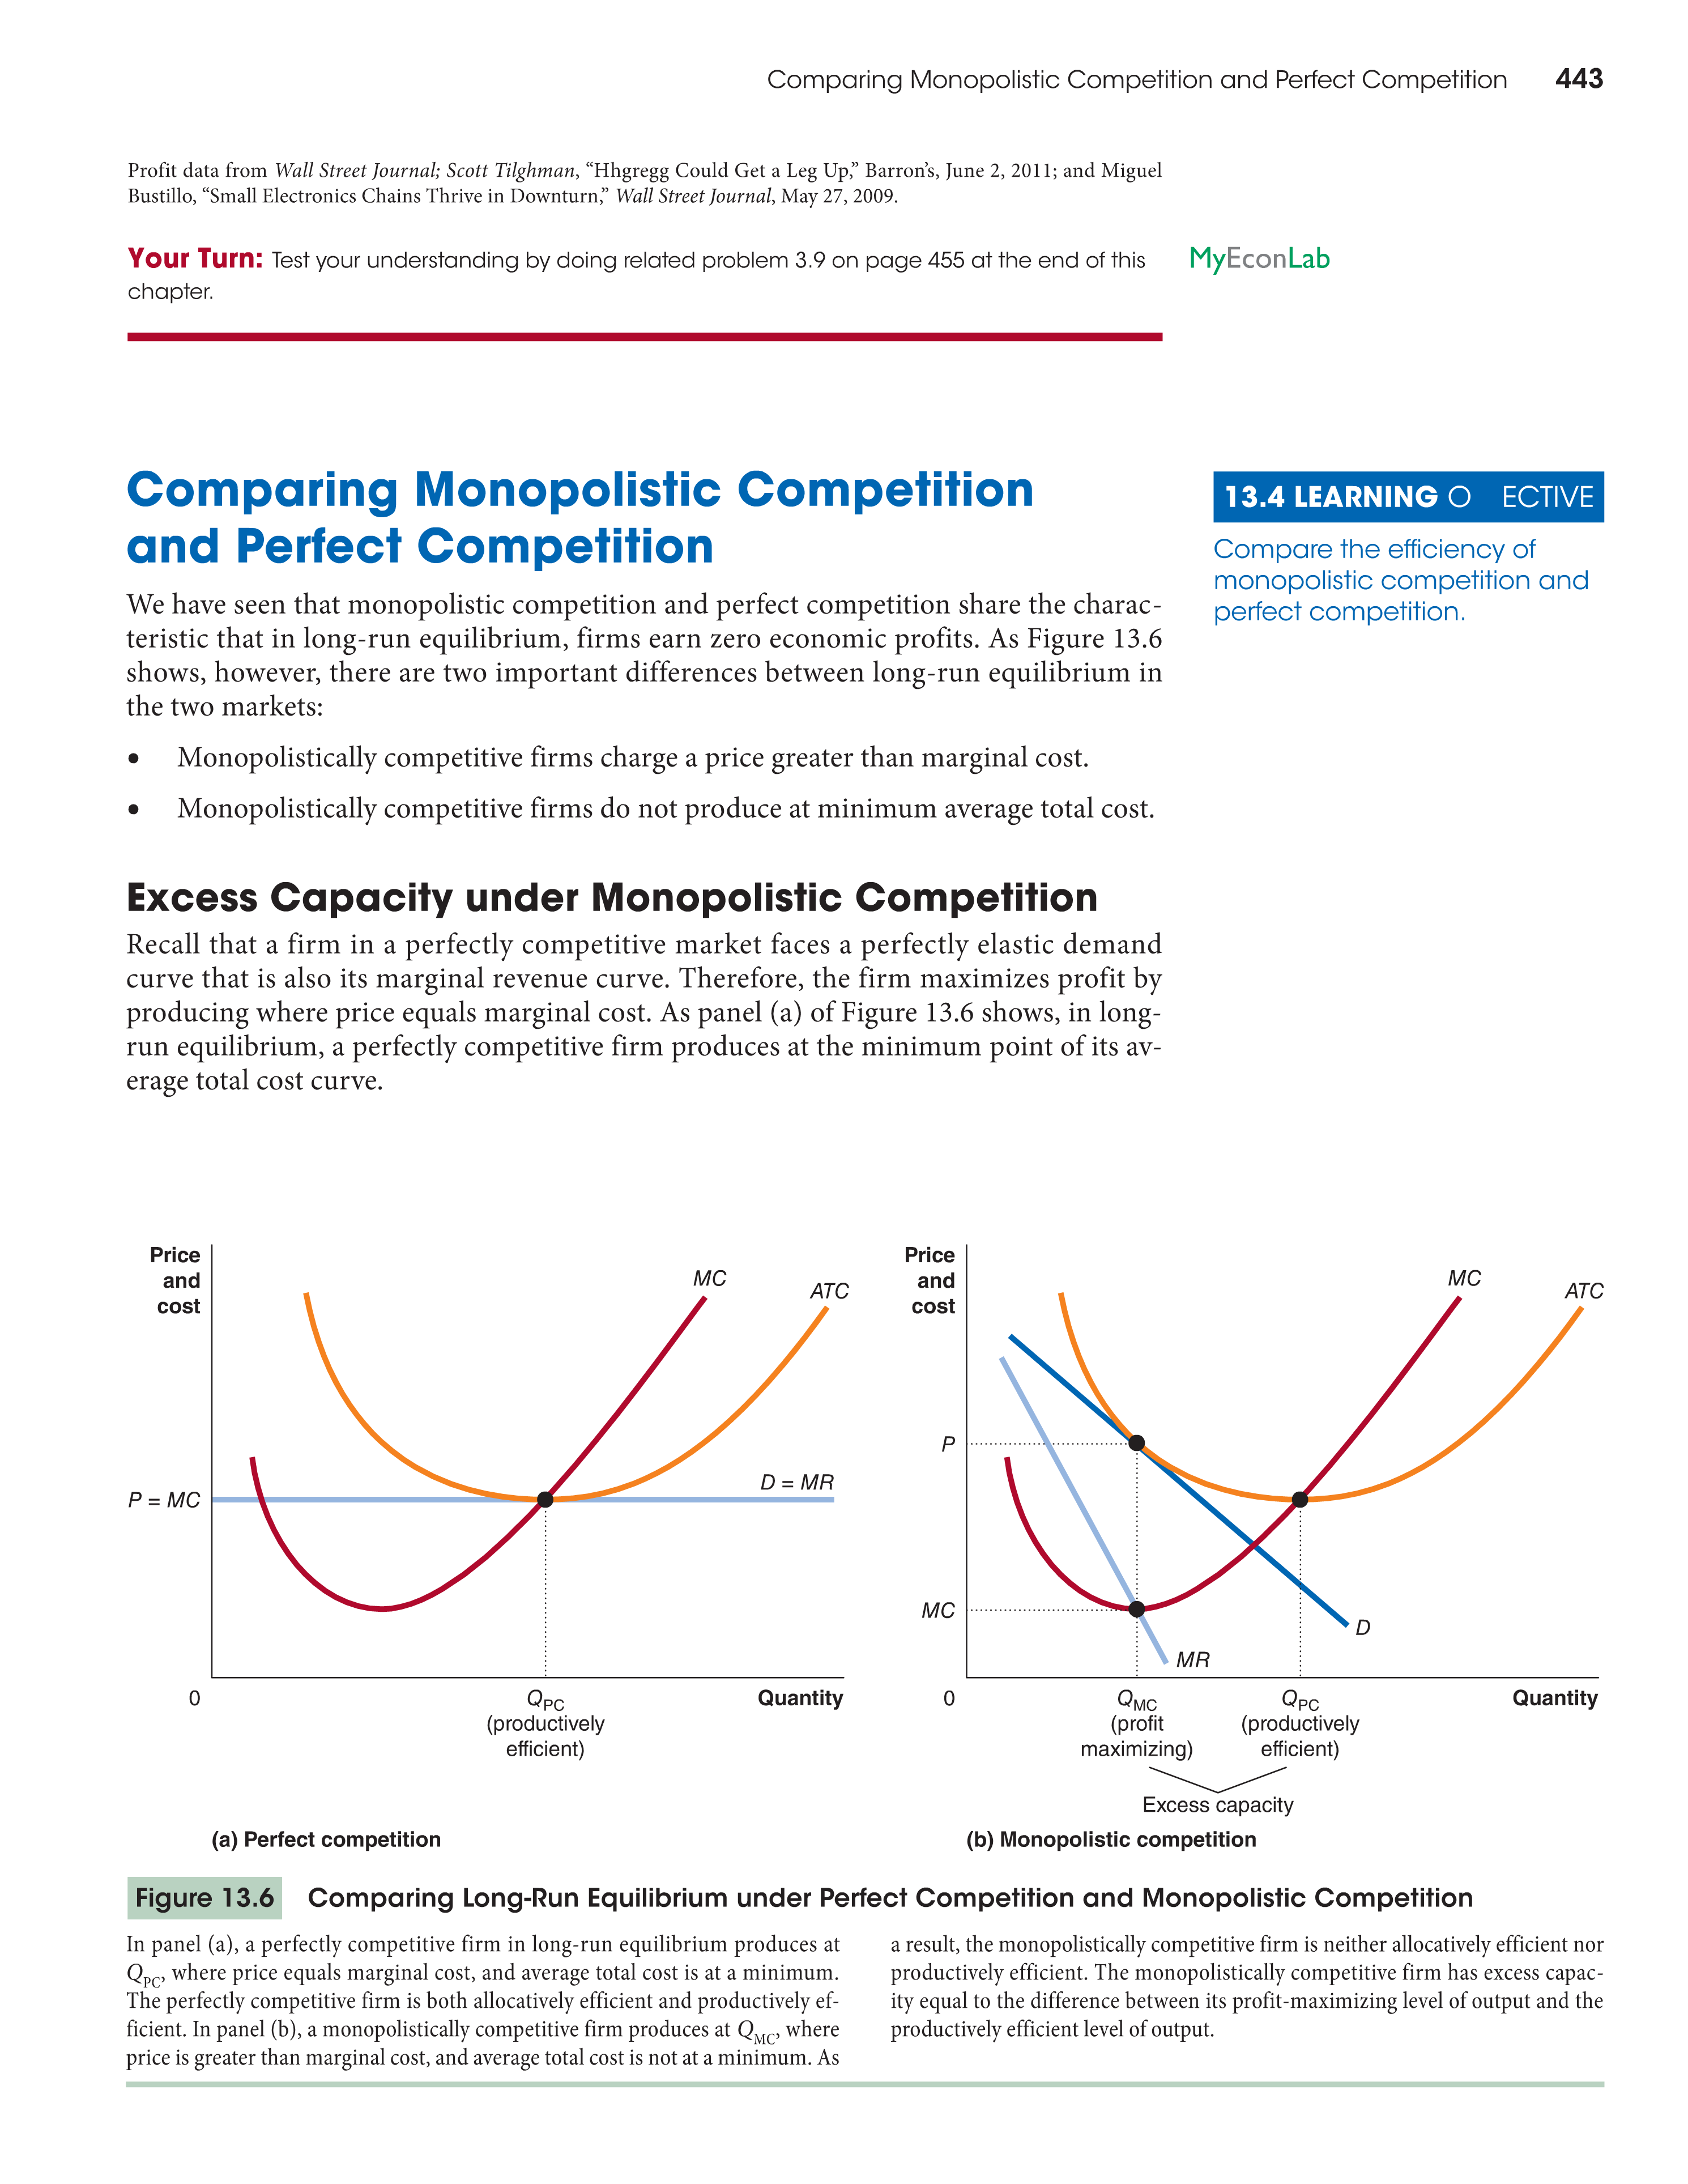 Comparing Monopolistic Competition and Perfect Competition 443
Profit data from Wall Street Journal; Scott Tilghman, “Hhgregg Could Get a Leg Up,” Barron’s, June 2, 2011; and Miguel
Bustillo, “Small Electronics Chains Thrive in Downturn,” Wall Street Journal, May 27, 2009.
Your Turn: Test your understanding by doing related problem 3.9 on page 455 at the end of this
chapter.
MyEconLab
Comparing Monopolistic Competition
and Perfect Competition
13.4 LEARNING O ECTIVE
Compare the efficiency of
monopolistic competition and
perfect competition.
We have seen that monopolistic competition and perfect competition share the charac-
teristic that in long-run equilibrium, firms earn zero economic profits. As Figure 13.6
shows, however, there are two important differences between long-run equilibrium in
the two markets:
• Monopolistically competitive firms charge a price greater than marginal cost.
• Monopolistically competitive firms do not produce at minimum average total cost.
Excess Capacity under Monopolistic Competition
Recall that a firm in a perfectly competitive market faces a perfectly elastic demand
curve that is also its marginal revenue curve. Therefore, the firm maximizes profit by
producing where price equals marginal cost. As panel (a) of Figure 13.6 shows, in long-
run equilibrium, a perfectly competitive firm produces at the minimum point of its av-
erage total cost curve.
Price
and
cost
MC
ATC
D = MR
P = MC
0
QPC
(productively
efficient)
Quantity
(a) Perfect competition
Price
and
cost
MC
ATC
P
MC
D
MR
0
QMC
(profit
maximizing)
QPC
(productively
efficient)
Quantity
Excess capacity
(b) Monopolistic competition
Figure 13.6 Comparing Long-Run Equilibrium under Perfect Competition and Monopolistic Competition
In panel (a), a perfectly competitive firm in long-run equilibrium produces at
QPC, where price equals marginal cost, and average total cost is at a minimum.
The perfectly competitive firm is both allocatively efficient and productively ef-
ficient. In panel (b), a monopolistically competitive firm produces at QMC, where
price is greater than marginal cost, and average total cost is not at a minimum. As
a result, the monopolistically competitive firm is neither allocatively efficient nor
productively efficient. The monopolistically competitive firm has excess capac-
ity equal to the difference between its profit-maximizing level of output and the
productively efficient level of output.